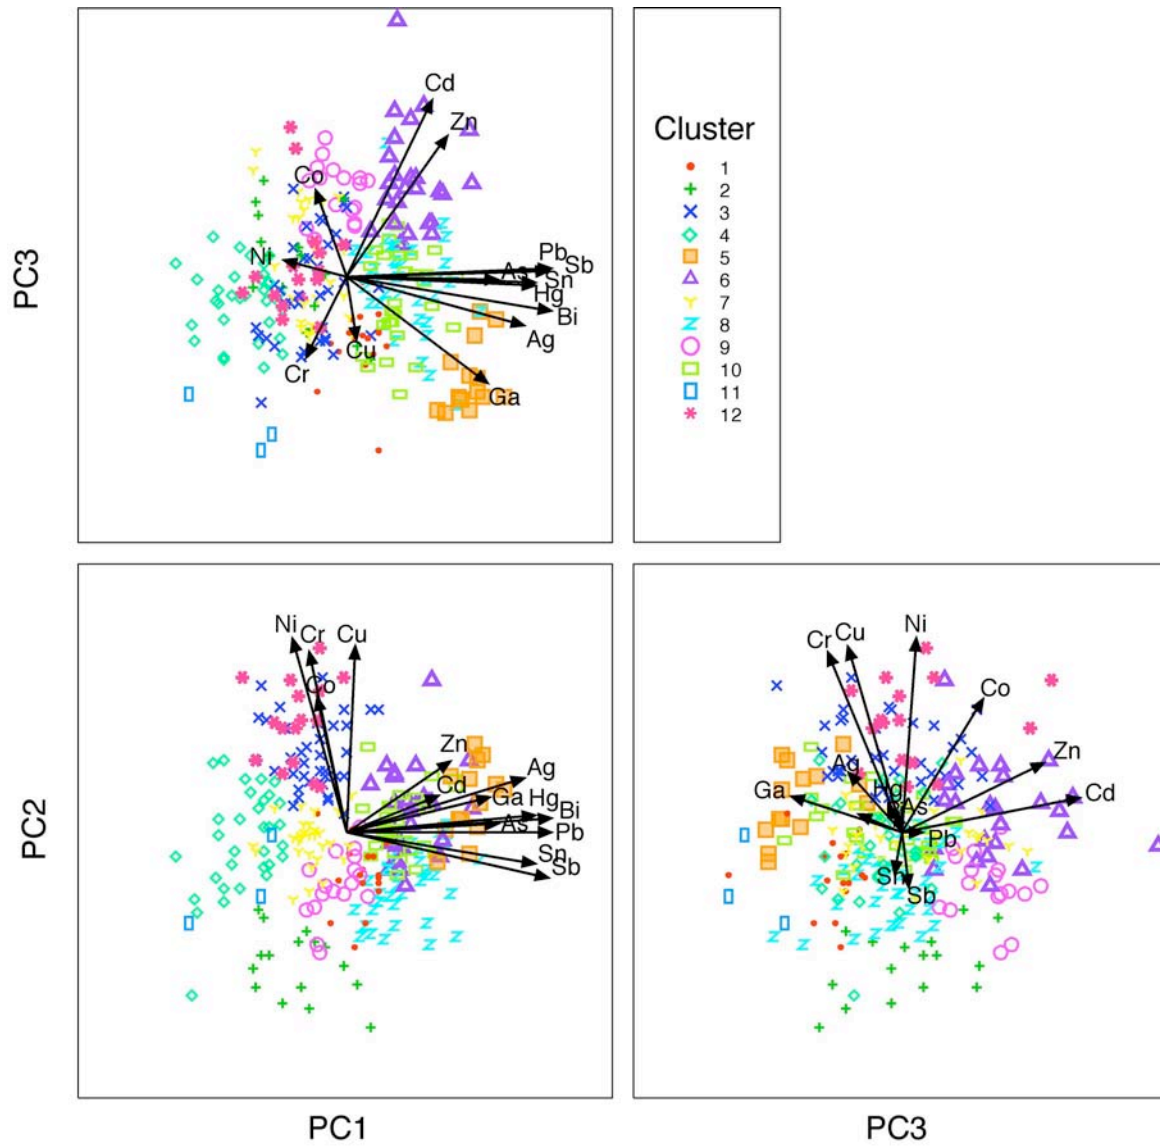 PC3
Cd
Zn
Co
Ni
Pb
Sb
As
Sn
Hg
Bi
Ag
Cu
Cr
Ga
Cluster
1
2
3
4
5
6
7
8
9
10
11
12
PC2
Ni
Cr
Cu
Co
Zn
Ag
Cd
Ga
Hg
Bi
As
Pb
Sn
Sb
PC1
Cr
Cu
Ni
Co
Zn
Ag
Ga
Hg
Cd
As
Pb
Sn
Sb
PC3